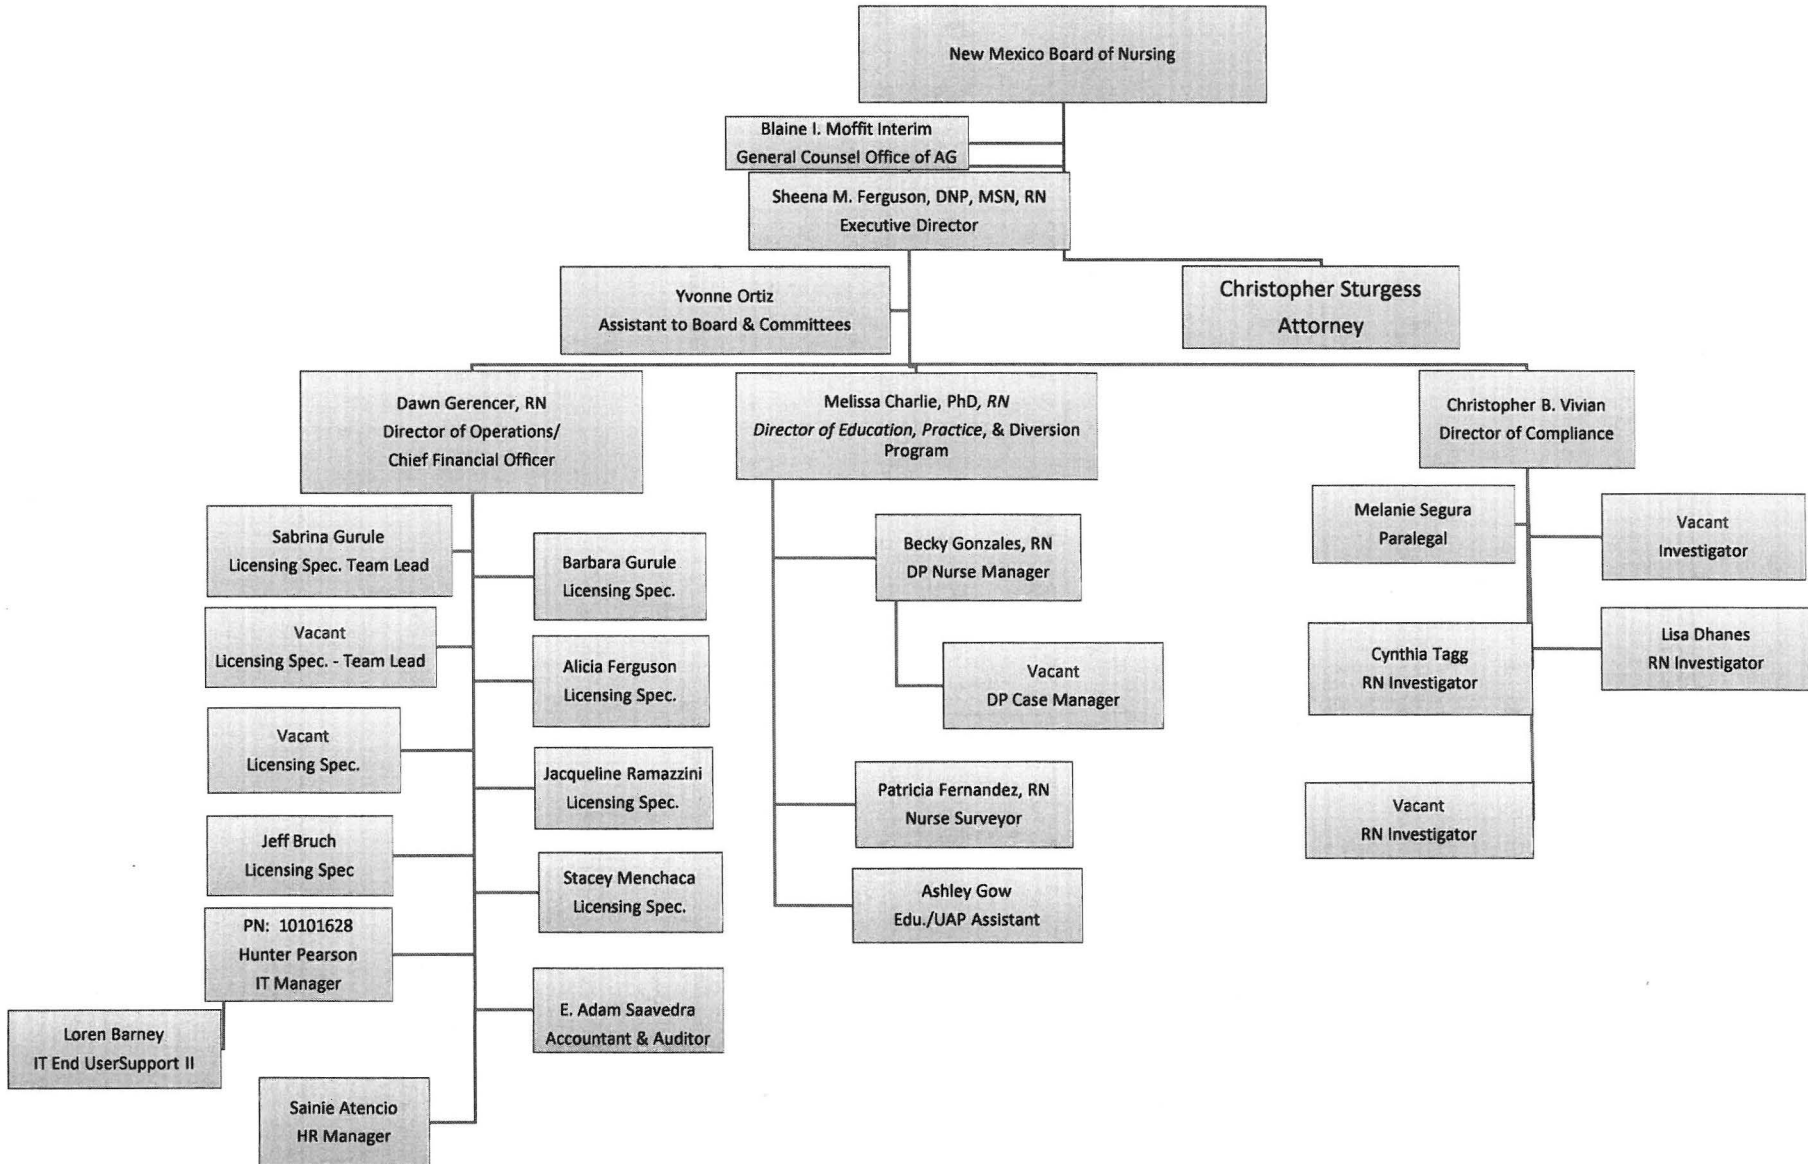 New Mexico Board of Nursing
Blaine I. Moffit Interim
General Counsel Office of AG
Sheena M. Ferguson, DNP, MSN, RN
Executive Director
Yvonne Ortiz
Assistant to Board & Committees
Christopher Sturgess
Attorney
Dawn Gerencer, RN
Director of Operations/
Chief Financial Officer
Melissa Charlie, PhD, RN
Director of Education, Practice, & Diversion
Program
Christopher B. Vivian
Director of Compliance
Sabrina Gurule
Licensing Spec. Team Lead
Barbara Gurule
Licensing Spec.
Vacant
Licensing Spec. - Team Lead
Alicia Ferguson
Licensing Spec.
Vacant
Licensing Spec.
Jacqueline Ramazzini
Licensing Spec.
Jeff Bruch
Licensing Spec
Stacey Menchaca
Licensing Spec.
PN: 10101628
Hunter Pearson
IT Manager
E. Adam Saavedra
Accountant & Auditor
Loren Barney
IT End UserSupport II
Sainie Atencio
HR Manager
Becky Gonzales, RN
DP Nurse Manager
Vacant
DP Case Manager
Patricia Fernandez, RN
Nurse Surveyor
Ashley Gow
Edu./UAP Assistant
Melanie Segura
Paralegal
Vacant
Investigator
Cynthia Tagg
RN Investigator
Lisa Dhanes
RN Investigator
Vacant
RN Investigator